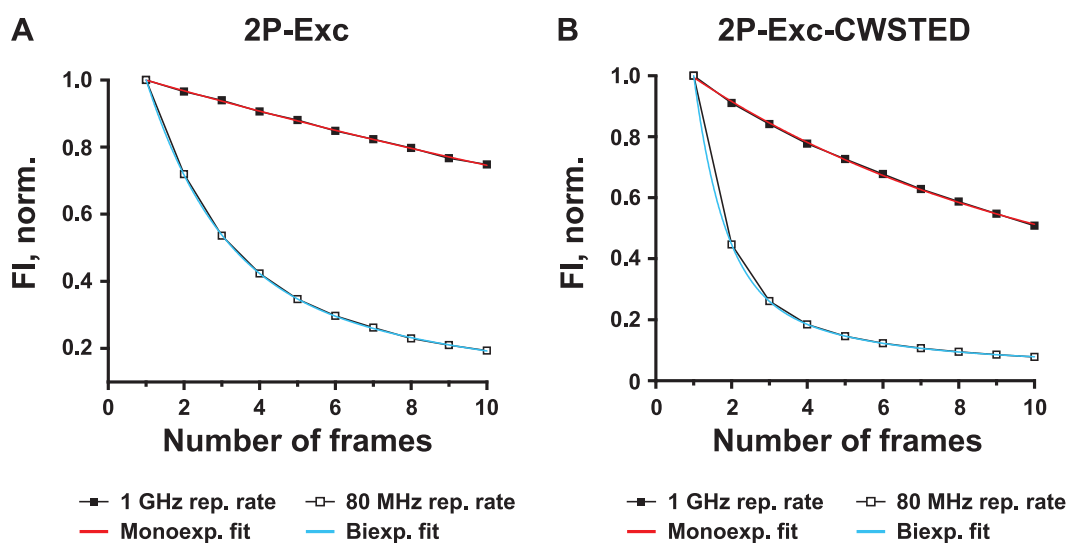 A
2P-Exc
FI, norm.
1.0
0.8
0.6
0.4
0.2
0
2
4
6
8
10
Number of frames
1 GHz rep. rate
80 MHz rep. rate
Monoexp. fit
Biexp. fit
B
2P-Exc-CWSTED
FI, norm.
1.0
0.8
0.6
0.4
0.2
0
0
2
4
6
8
10
Number of frames
1 GHz rep. rate
80 MHz rep. rate
Monoexp. fit
Biexp. fit